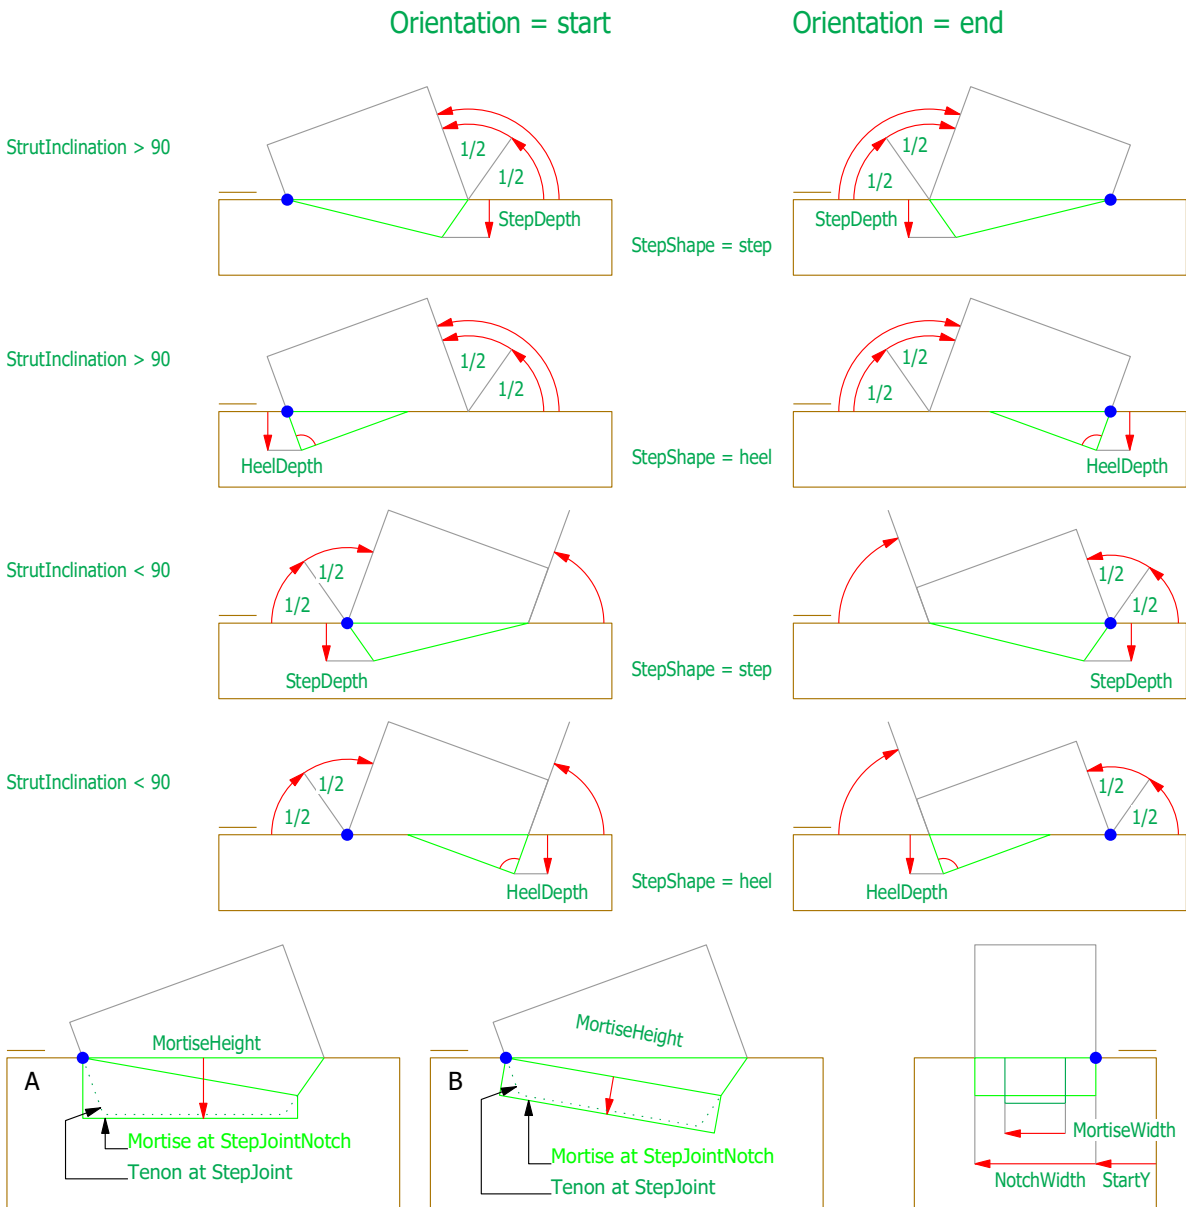 Orientation = start
Orientation = end
StrutInclination > 90
1/2
1/2
StepDepth
StepShape = step
1/2
1/2
StepDepth
StrutInclination > 90
1/2
1/2
HeelDepth
StepShape = heel
1/2
1/2
HeelDepth
StrutInclination < 90
1/2
1/2
StepDepth
StepShape = step
1/2
1/2
StepDepth
StrutInclination < 90
1/2
1/2
HeelDepth
StepShape = heel
1/2
1/2
HeelDepth
A
MortiseHeight
Mortise at StepJointNotch
Tenon at StepJoint
B
MortiseHeight
Mortise at StepJointNotch
Tenon at StepJoint
MortiseWidth
NotchWidth
StartY